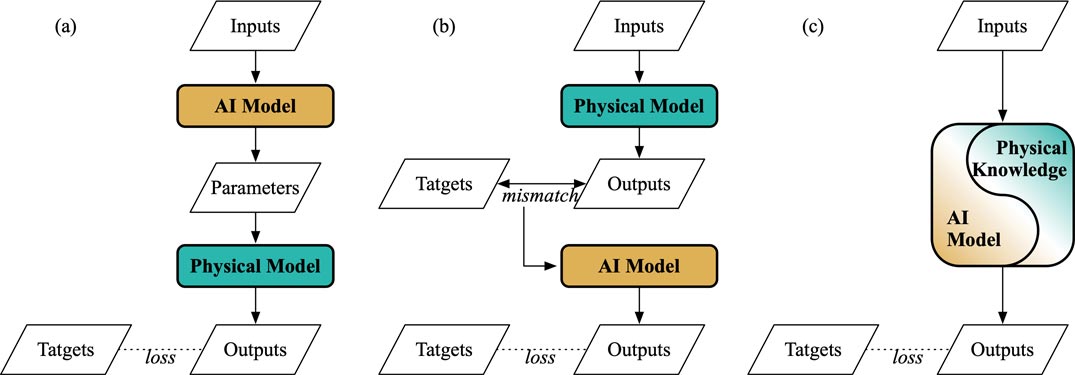 (a)
Inputs
AI Model
Parameters
Physical Model
Tatgets
loss
Outputs
(b)
Inputs
Physical Model
Tatgets
mismatch
Outputs
AI Model
Tatgets
loss
Outputs
(c)
Inputs
Physical
Knowledge
AI
Model
Tatgets
loss
Outputs